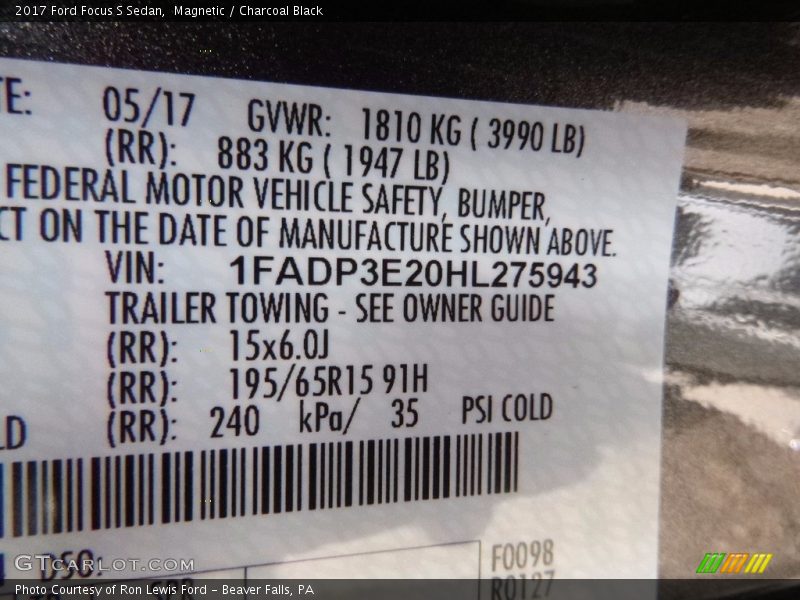 2017 Ford Focus S Sedan, Magnetic / Charcoal Black
TE: 05/17 GVWR: 1810 KG ( 3990 LB)
(RR): 883 KG ( 1947 LB)
FEDERAL MOTOR VEHICLE SAFETY, BUMPER,
CT ON THE DATE OF MANUFACTURE SHOWN ABOVE.
VIN: 1FADP3E20HL275943
TRAILER TOWING - SEE OWNER GUIDE
(RR): 15x6.0J
(RR): 195/65R15 91H
LD (RR): 240 kPa/ 35 PSI COLD
DSO:
F0098
R0127
GTCarLot.com
Photo Courtesy of Ron Lewis Ford - Beaver Falls, PA